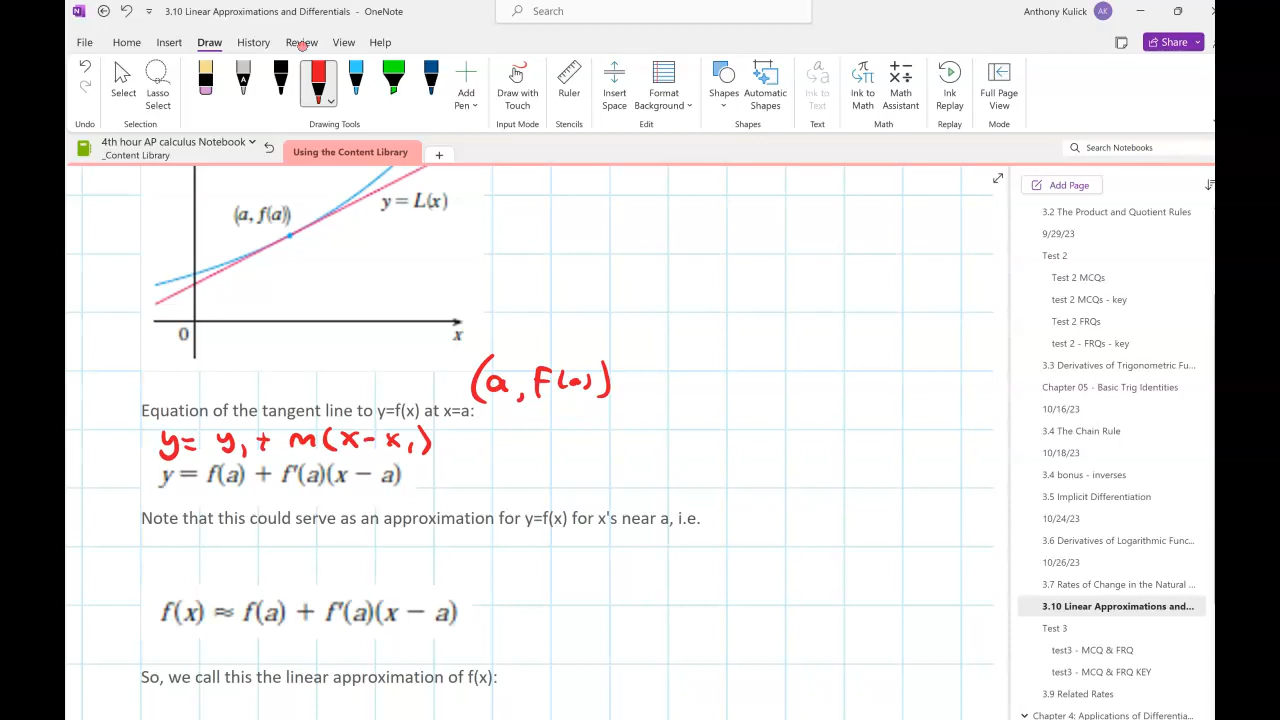 3.10 Linear Approximations and Differentials - OneNote
Search
Anthony Kulick
AK
File Home Insert Draw History Review View Help
Share
Undo
Select
Lasso Select
Selection
Add Pen
Drawing Tools
Draw with Touch
Input Mode
Ruler
Stencils
Insert Space
Format Background
Edit
Shapes
Automatic Shapes
Shapes
Ink to Text
Text
Ink to Math
Math Assistant
Math
Ink Replay
Replay
Full Page View
Mode
4th hour AP calculus Notebook
_Content Library
Using the Content Library
+
Search Notebooks
Add Page
3.2 The Product and Quotient Rules
9/29/23
Test 2
Test 2 MCQs
test 2 MCQs - key
Test 2 FRQs
test 2 - FRQs - key
3.3 Derivatives of Trigonometric Fu...
Chapter 05 - Basic Trig Identities
10/16/23
3.4 The Chain Rule
10/18/23
3.4 bonus - inverses
3.5 Implicit Differentiation
10/24/23
3.6 Derivatives of Logarithmic Func...
10/26/23
3.7 Rates of Change in the Natural ...
3.10 Linear Approximations and...
Test 3
test3 - MCQ & FRQ
test3 - MCQ & FRQ KEY
3.9 Related Rates
Chapter 4: Applications of Differentia...
y = L(x)
(a, f(a))
0
x
(a, F(a))
Equation of the tangent line to y=f(x) at x=a:
y = y₁ + m(x - x₁)
y = f(a) + f'(a)(x − a)
Note that this could serve as an approximation for y=f(x) for x's near a, i.e.
f(x) ≈ f(a) + f'(a)(x − a)
So, we call this the linear approximation of f(x):